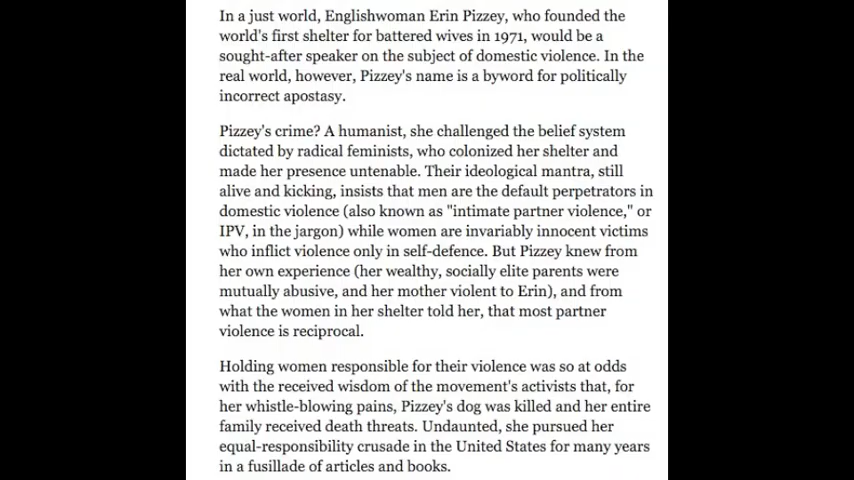 In a just world, Englishwoman Erin Pizzey, who founded the
world's first shelter for battered wives in 1971, would be a
sought-after speaker on the subject of domestic violence. In the
real world, however, Pizzey's name is a byword for politically
incorrect apostasy.
Pizzey's crime? A humanist, she challenged the belief system
dictated by radical feminists, who colonized her shelter and
made her presence untenable. Their ideological mantra, still
alive and kicking, insists that men are the default perpetrators in
domestic violence (also known as "intimate partner violence," or
IPV, in the jargon) while women are invariably innocent victims
who inflict violence only in self-defence. But Pizzey knew from
her own experience (her wealthy, socially elite parents were
mutually abusive, and her mother violent to Erin), and from
what the women in her shelter told her, that most partner
violence is reciprocal.
Holding women responsible for their violence was so at odds
with the received wisdom of the movement's activists that, for
her whistle-blowing pains, Pizzey's dog was killed and her entire
family received death threats. Undaunted, she pursued her
equal-responsibility crusade in the United States for many years
in a fusillade of articles and books.